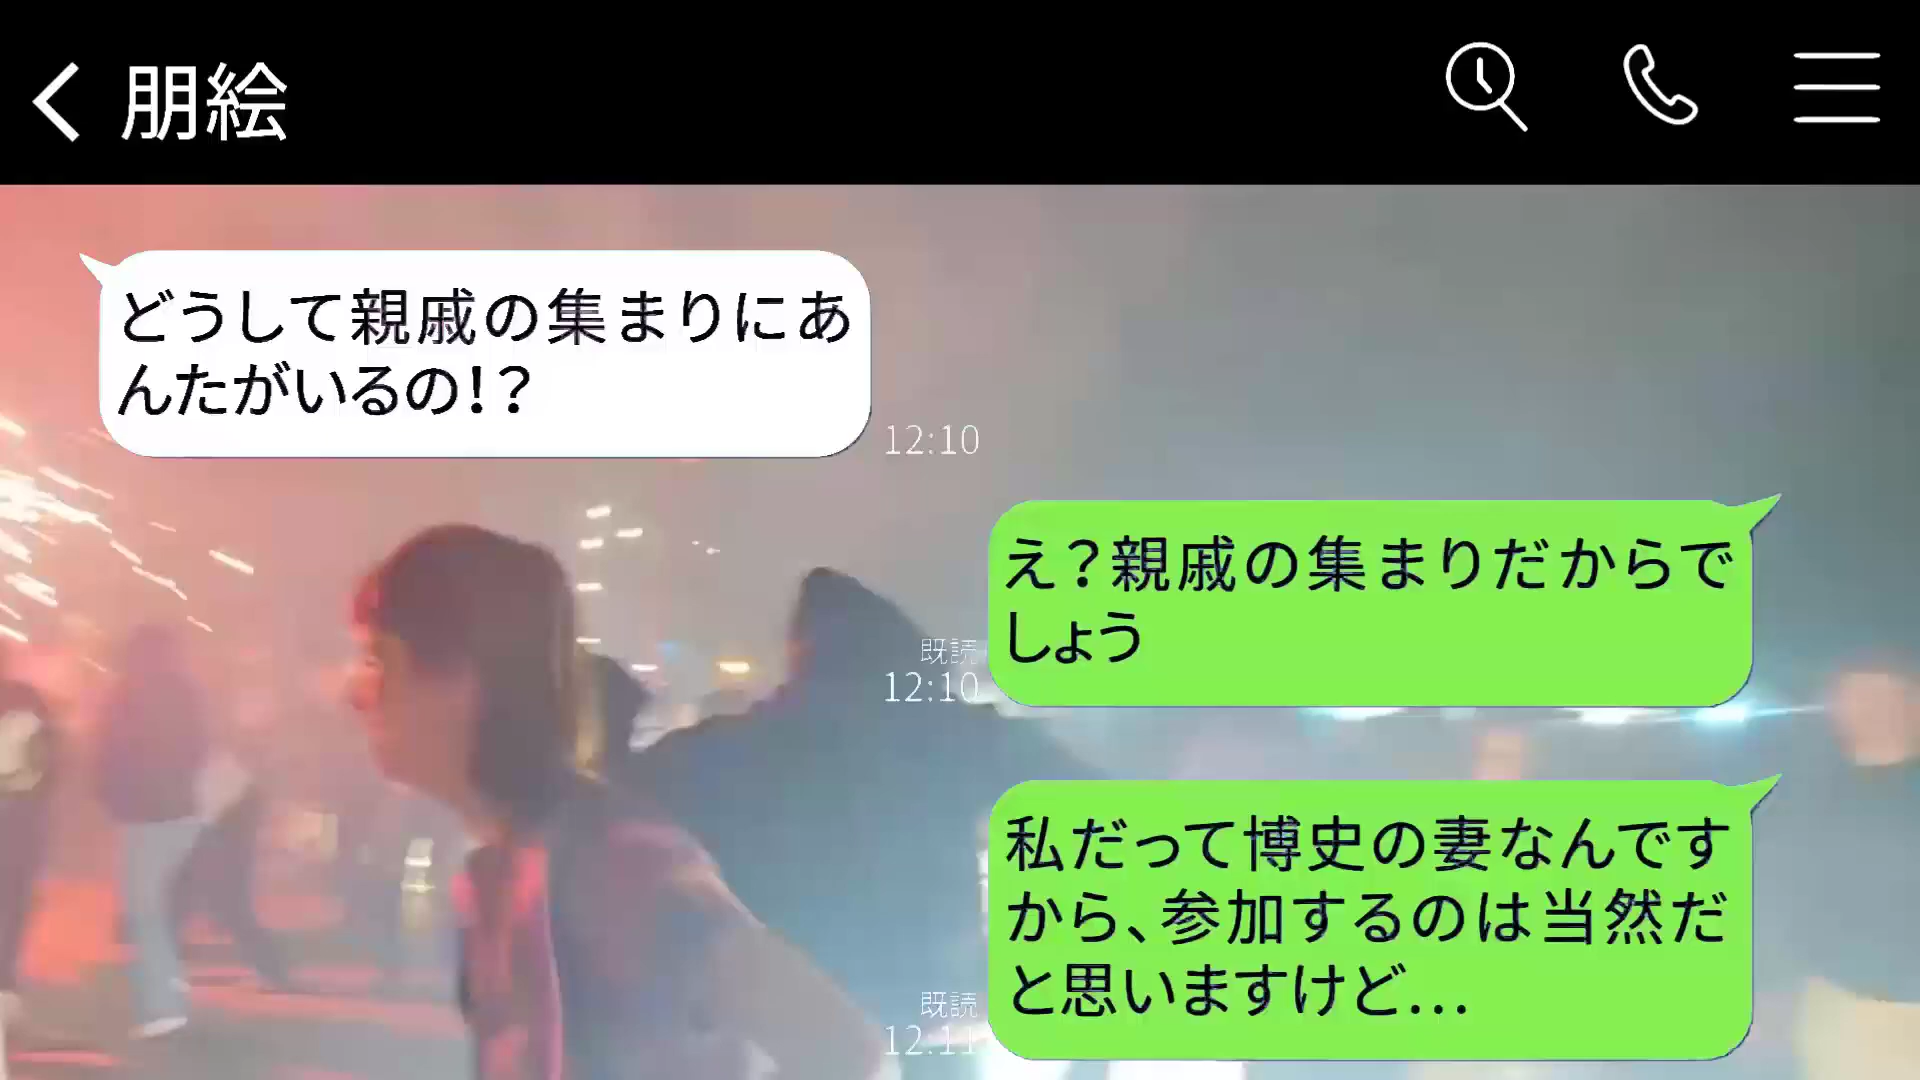 朋絵
どうして親戚の集まりにあ
んたがいるの!?
12:10
え?親戚の集まりだからで
しょう
既読
12:10
私だって博史の妻なんです
から、参加するのは当然だ
と思いますけど...
既読
12:11